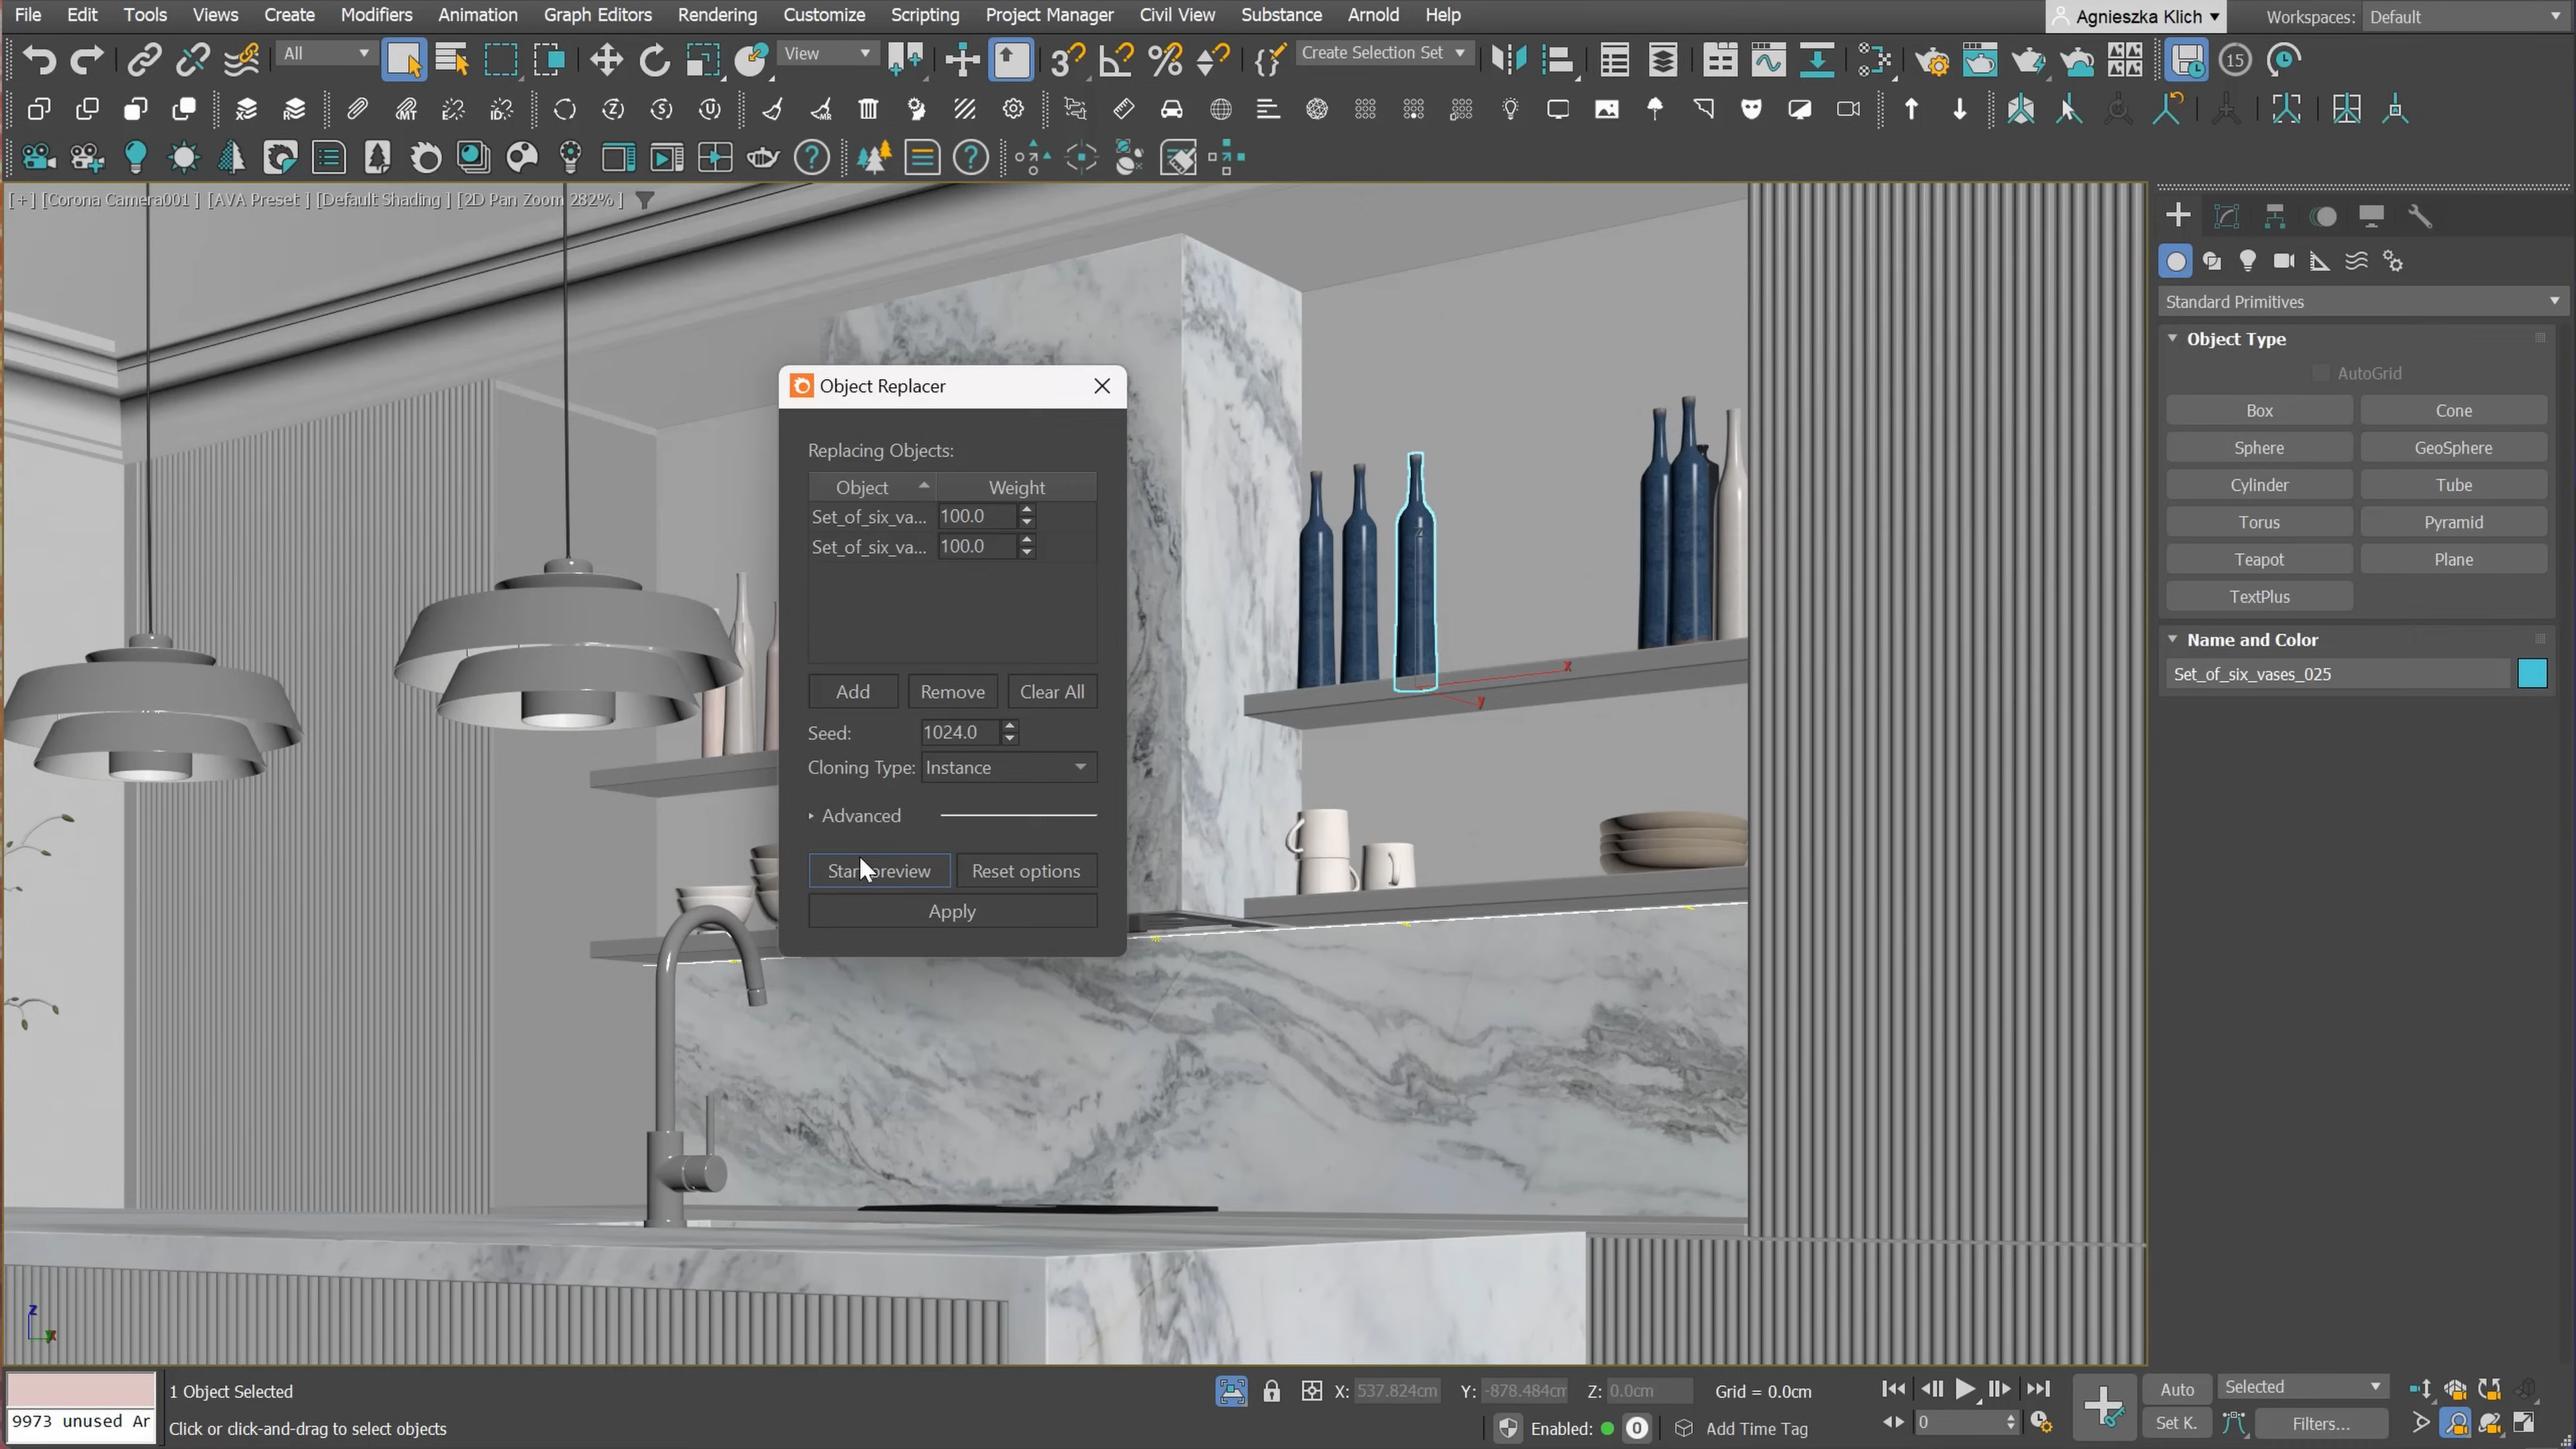 File Edit Tools Views Create Modifiers Animation Graph Editors Rendering Customize Scripting Project Manager Civil View Substance Arnold Help Agnieszka Klich Workspaces: Default
All View 3 Create Selection Set 15
[+] [Corona Camera001 ] [AVA Preset ] [Default Shading ] [2D Pan Zoom 282% ]
Standard Primitives
Object Type
AutoGrid
Box Cone
Sphere GeoSphere
Cylinder Tube
Torus Pyramid
Teapot Plane
TextPlus
Name and Color
Set_of_six_vases_025
Object Replacer
Replacing Objects:
Object Weight
Set_of_six_va... 100.0
Set_of_six_va... 100.0
Add Remove Clear All
Seed: 1024.0
Cloning Type: Instance
Advanced
Start preview Reset options
Apply
z
x
y
z
x
1 Object Selected X: 537.824cm Y: -878.484cm Z: 0.0cm Grid = 0.0cm Auto Selected
9973 unused Ar Click or click-and-drag to select objects Enabled: 0 Add Time Tag 0 Set K. Filters...